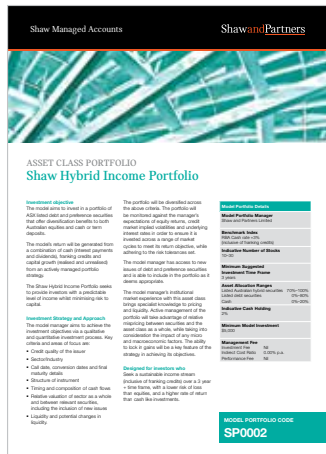 Shaw Managed Accounts
ShawandPartners
ASSET CLASS PORTFOLIO
Shaw Hybrid Income Portfolio
Investment objective
The model aims to invest in a portfolio of
ASX listed debt and preference securities
that offer diversification benefits to both
Australian equities and cash or term
deposits.
The model's return will be generated from
a combination of cash (interest payments
and dividends), franking credits and
capital growth (realised and unrealised)
from an actively managed portfolio
strategy.
The Shaw Hybrid Income Portfolio seeks
to provide investors with a predictable
level of income whilst minimising risk to
capital.
Investment Strategy and Approach
The model manager aims to achieve the
investment objectives via a qualitative
and quantitative investment process. Key
criteria and areas of focus are:
• Credit quality of the issuer
• Sector/Industry
• Call date, conversion dates and final
maturity details
• Structure of instrument
• Timing and composition of cash flows
• Relative valuation of sector as a whole
and between relevant securities,
including the inclusion of new issues
• Liquidity and potential changes in
liquidity.
The portfolio will be diversified across
the above criteria. The portfolio will
be monitored against the manager's
expectations of equity returns, credit
market implied volatilities and underlying
interest rates in order to ensure it is
invested across a range of market
cycles to meet its return objective, while
adhering to the risk tolerances set.
The model manager has access to new
issues of debt and preference securities
and is able to include in the portfolio as it
deems appropriate.
The model manager's institutional
market experience with this asset class
brings specialist knowledge to pricing
and liquidity. Active management of the
portfolio will take advantage of relative
mispricing between securities and the
asset class as a whole, while taking into
consideration the impact of any micro
and macroeconomic factors. The ability
to lock in gains will be a key feature of the
strategy in achieving its objectives.
Designed for investors who
Seek a sustainable income stream
(inclusive of franking credits) over a 3 year
+ time frame, with a lower risk of loss
than equities, and a higher rate of return
than cash like investments.
Model Portfolio Details
Model Portfolio Manager
Shaw and Partners Limited
Benchmark Index
RBA Cash rate +2%
(inclusive of franking credits)
Indicative Number of Stocks
10–30
Minimum Suggested
Investment Time Frame
3 years
Asset Allocation Ranges
Listed Australian hybrid securities 70%–100%
Listed debt securities 0%–90%
Cash 0%–30%
Indicative Cash Holding
2%
Minimum Model Investment
$5,000
Management Fee
Investment Fee Nil
Indirect Cost Ratio 0.00% p.a.
Performance Fee Nil
MODEL PORTFOLIO CODE
SP0002